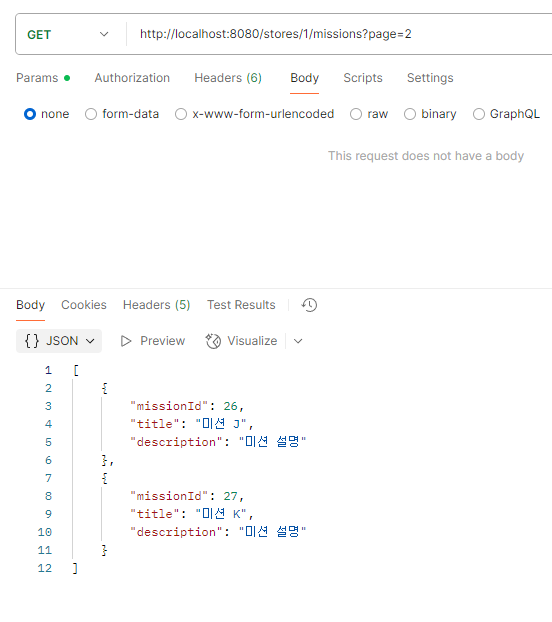 GET http://localhost:8080/stores/1/missions?page=2
Params Authorization Headers (6) Body Scripts Settings
none form-data x-www-form-urlencoded raw binary GraphQL
This request does not have a body
Body Cookies Headers (5) Test Results
{} JSON Preview Visualize
1 [
2 {
3 "missionId": 26,
4 "title": "미션 J",
5 "description": "미션 설명"
6 },
7 {
8 "missionId": 27,
9 "title": "미션 K",
10 "description": "미션 설명"
11 }
12 ]